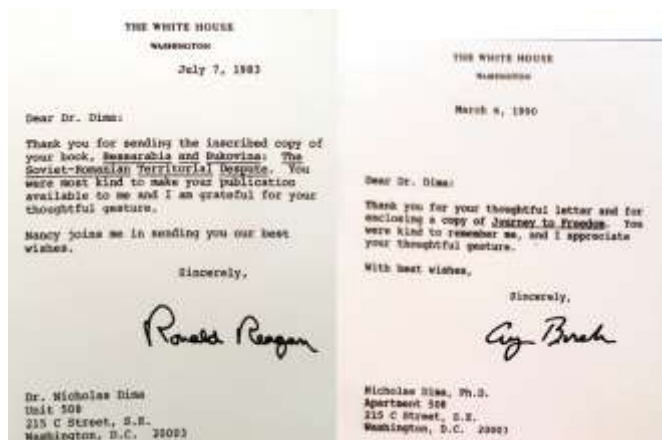 THE WHITE HOUSE
WASHINGTON
July 7, 1983
Dear Dr. Dima:
Thank you for sending the inscribed copy of
your book, Bessarabia and Bukovina: The
Soviet-Romanian Territorial Dispute. You
were most kind to make your publication
available to me and I am grateful for your
thoughtful gesture.
Nancy joins me in sending you our best
wishes.
Sincerely,
Ronald Reagan
Dr. Nicholas Dima
Unit 508
215 C Street, S.E.
Washington, D.C. 20003
THE WHITE HOUSE
WASHINGTON
March 6, 1990
Dear Dr. Dima:
Thank you for your thoughtful letter and for
enclosing a copy of Journey to Freedom. You
were kind to remember me, and I appreciate
your thoughtful gesture.
With best wishes,
Sincerely,
Bush
Nicholas Dima, Ph.D.
Apartment 508
215 C Street, S.E.
Washington, D.C. 20003